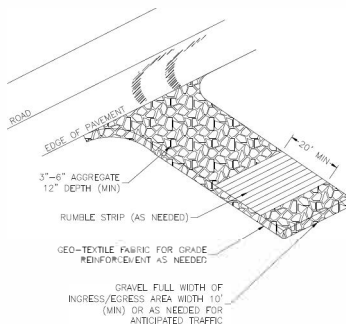 ROAD
EDGE OF PAVEMENT
20' MIN
3"-6" AGGREGATE
12" DEPTH (MIN)
RUMBLE STRIP (AS NEEDED)
GEO-TEXTILE FABRIC FOR GRADE
REINFORCEMENT AS NEEDED
GRAVEL FULL WIDTH OF
INGRESS/EGRESS AREA WIDTH 10'
(MIN) OR AS NEEDED FOR
ANTICIPATED TRAFFIC